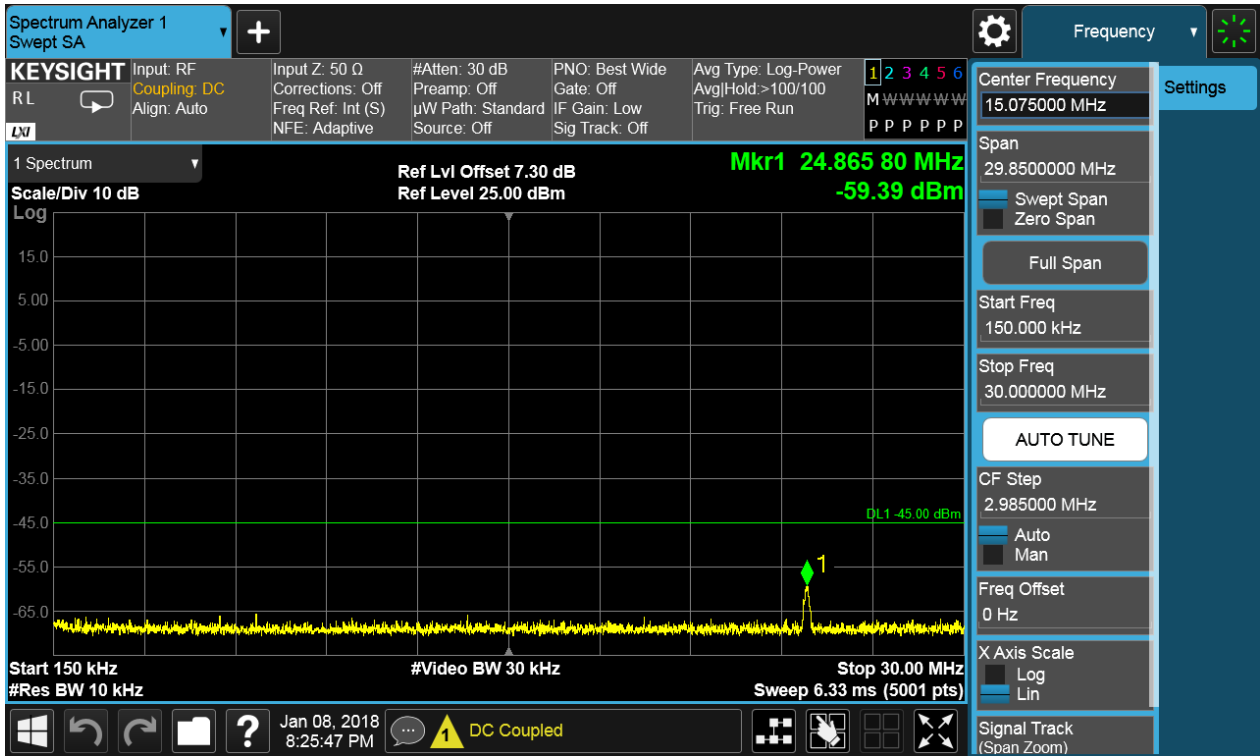 Spectrum Analyzer 1
Swept SA
+
Frequency
KEYSIGHT
R L
LXI
Input: RF
Coupling: DC
Align: Auto
Input Z: 50 Ω
Corrections: Off
Freq Ref: Int (S)
NFE: Adaptive
#Atten: 30 dB
Preamp: Off
µW Path: Standard
Source: Off
PNO: Best Wide
Gate: Off
IF Gain: Low
Sig Track: Off
Avg Type: Log-Power
Avg|Hold:>100/100
Trig: Free Run
1 2 3 4 5 6
M W W W W W
P P P P P P
1 Spectrum
Scale/Div 10 dB
Log
Ref Lvl Offset 7.30 dB
Ref Level 25.00 dBm
Mkr1 24.865 80 MHz
-59.39 dBm
15.0
5.00
-5.00
-15.0
-25.0
-35.0
-45.0
-55.0
-65.0
DL1 -45.00 dBm
1
Start 150 kHz
#Res BW 10 kHz
#Video BW 30 kHz
Stop 30.00 MHz
Sweep 6.33 ms (5001 pts)
Center Frequency
15.075000 MHz
Span
29.8500000 MHz
Swept Span
Zero Span
Full Span
Start Freq
150.000 kHz
Stop Freq
30.000000 MHz
AUTO TUNE
CF Step
2.985000 MHz
Auto
Man
Freq Offset
0 Hz
X Axis Scale
Log
Lin
Signal Track
(Span Zoom)
Settings
?
Jan 08, 2018
8:25:47 PM
1
DC Coupled